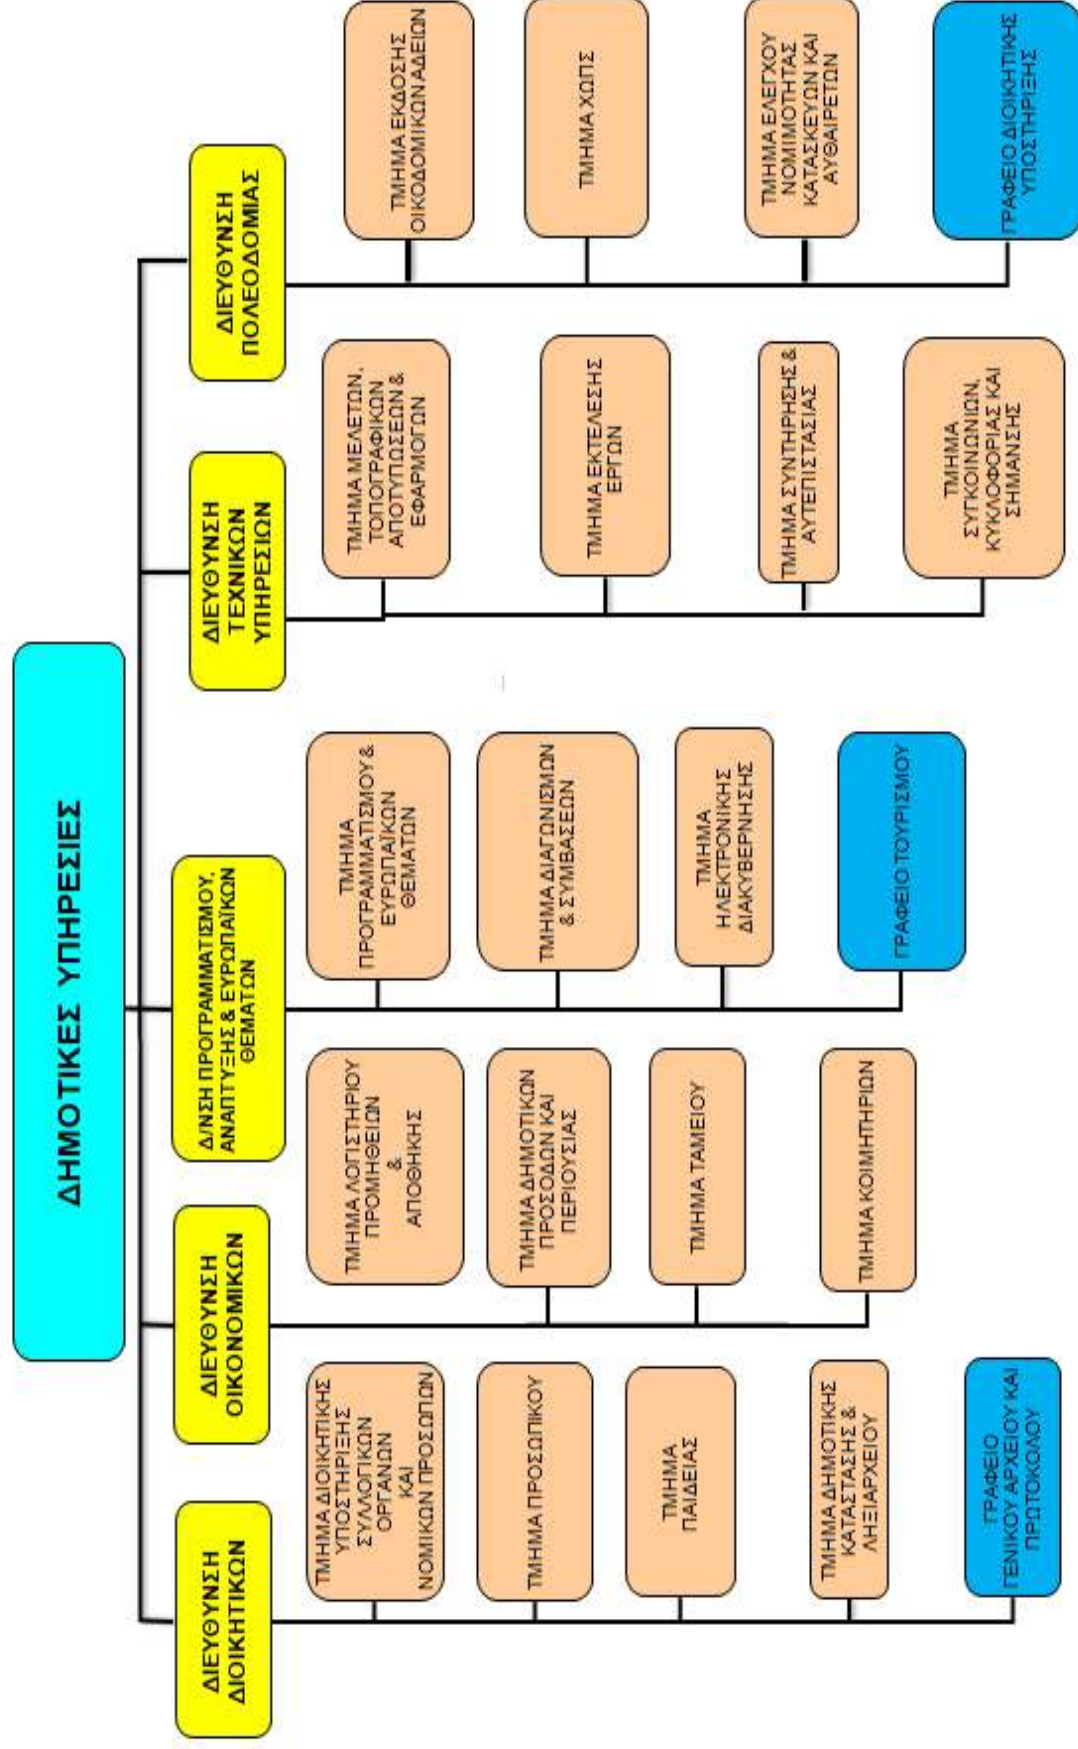 ΔΗΜΟΤΙΚΕΣ ΥΠΗΡΕΣΙΕΣ
ΔΙΕΥΘΥΝΣΗ
ΔΙΟΙΚΗΤΙΚΩΝ
ΤΜΗΜΑ ΔΙΟΙΚΗΤΙΚΗΣ
ΥΠΟΣΤΗΡΙΞΗΣ
ΣΥΛΛΟΓΙΚΩΝ
ΟΡΓΑΝΩΝ
ΚΑΙ
ΝΟΜΙΚΩΝ ΠΡΟΣΩΠΩΝ
ΤΜΗΜΑ ΠΡΟΣΩΠΙΚΟΥ
ΤΜΗΜΑ
ΠΑΙΔΕΙΑΣ
ΤΜΗΜΑ ΔΗΜΟΤΙΚΗΣ
ΚΑΤΑΣΤΑΣΗΣ &
ΛΗΞΙΑΡΧΕΙΟΥ
ΓΡΑΦΕΙΟ
ΓΕΝΙΚΟΥ ΑΡΧΕΙΟΥ ΚΑΙ
ΠΡΩΤΟΚΟΛΟΥ
ΔΙΕΥΘΥΝΣΗ
ΟΙΚΟΝΟΜΙΚΩΝ
ΤΜΗΜΑ ΛΟΓΙΣΤΗΡΙΟΥ
ΠΡΟΜΗΘΕΙΩΝ
&
ΑΠΟΘΗΚΗΣ
ΤΜΗΜΑ ΔΗΜΟΤΙΚΩΝ
ΠΡΟΣΟΔΩΝ ΚΑΙ
ΠΕΡΙΟΥΣΙΑΣ
ΤΜΗΜΑ ΤΑΜΕΙΟΥ
ΤΜΗΜΑ ΚΟΙΜΗΤΗΡΙΩΝ
Δ/ΝΣΗ ΠΡΟΓΡΑΜΜΑΤΙΣΜΟΥ,
ΑΝΑΠΤΥΞΗΣ & ΕΥΡΩΠΑΪΚΩΝ
ΘΕΜΑΤΩΝ
ΤΜΗΜΑ
ΠΡΟΓΡΑΜΜΑΤΙΣΜΟΥ &
ΕΥΡΩΠΑΪΚΩΝ
ΘΕΜΑΤΩΝ
ΤΜΗΜΑ ΔΙΑΓΩΝΙΣΜΩΝ
& ΣΥΜΒΑΣΕΩΝ
ΤΜΗΜΑ
ΗΛΕΚΤΡΟΝΙΚΗΣ
ΔΙΑΚΥΒΕΡΝΗΣΗΣ
ΓΡΑΦΕΙΟ ΤΟΥΡΙΣΜΟΥ
ΔΙΕΥΘΥΝΣΗ
ΤΕΧΝΙΚΩΝ
ΥΠΗΡΕΣΙΩΝ
ΤΜΗΜΑ ΜΕΛΕΤΩΝ,
ΤΟΠΟΓΡΑΦΙΚΩΝ
ΑΠΟΤΥΠΩΣΕΩΝ &
ΕΦΑΡΜΟΓΩΝ
ΤΜΗΜΑ ΕΚΤΕΛΕΣΗΣ
ΕΡΓΩΝ
ΤΜΗΜΑ ΣΥΝΤΗΡΗΣΗΣ &
ΑΥΤΕΠΙΣΤΑΣΙΑΣ
ΤΜΗΜΑ
ΣΥΓΚΟΙΝΩΝΙΩΝ,
ΚΥΚΛΟΦΟΡΙΑΣ ΚΑΙ
ΣΗΜΑΝΣΗΣ
ΔΙΕΥΘΥΝΣΗ
ΠΟΛΕΟΔΟΜΙΑΣ
ΤΜΗΜΑ ΕΚΔΟΣΗΣ
ΟΙΚΟΔΟΜΙΚΩΝ ΑΔΕΙΩΝ
ΤΜΗΜΑ ΧΩΠΣ
ΤΜΗΜΑ ΕΛΕΓΧΟΥ
ΝΟΜΙΜΟΤΗΤΑΣ
ΚΑΤΑΣΚΕΥΩΝ ΚΑΙ
ΑΥΘΑΙΡΕΤΩΝ
ΓΡΑΦΕΙΟ ΔΙΟΙΚΗΤΙΚΗΣ
ΥΠΟΣΤΗΡΙΞΗΣ